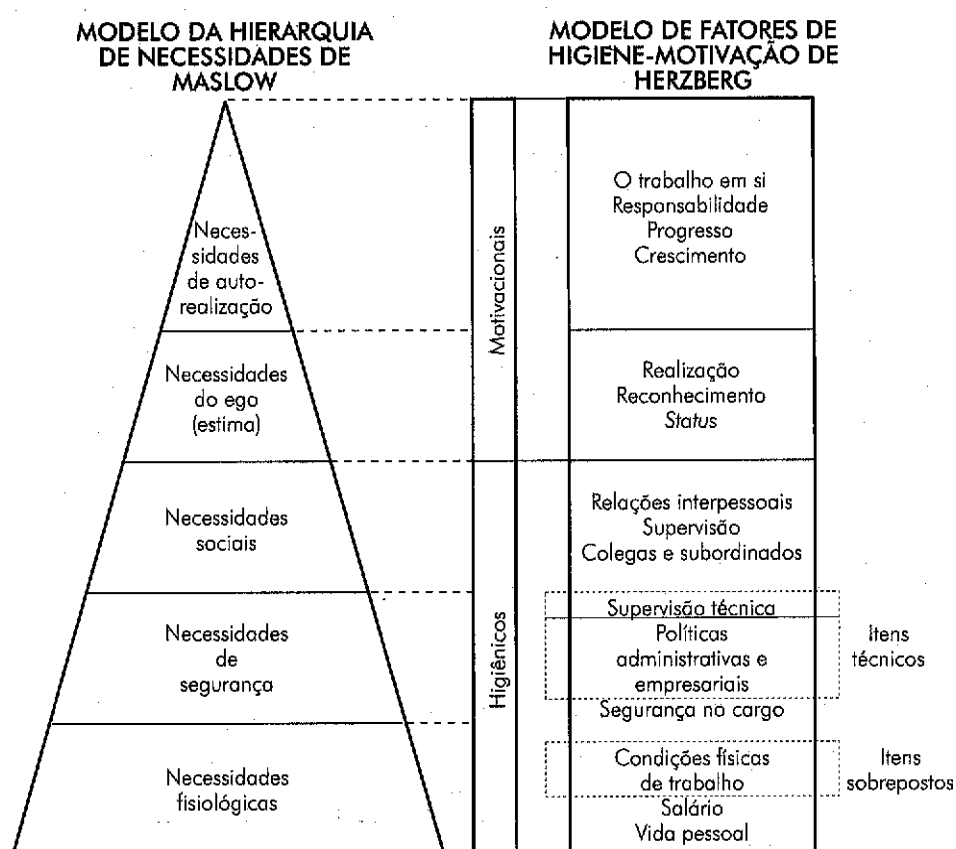 MODELO DA HIERARQUIA
DE NECESSIDADES DE
MASLOW
Neces-
sidades
de auto-
realização
Necessidades
do ego
(estima)
Necessidades
sociais
Necessidades
de
segurança
Necessidades
fisiológicas
Motivacionais
Higiênicos
MODELO DE FATORES DE
HIGIENE-MOTIVAÇÃO DE
HERZBERG
O trabalho em si
Responsabilidade
Progresso
Crescimento
Realização
Reconhecimento
Status
Relações interpessoais
Supervisão
Colegas e subordinados
Supervisão técnica
Políticas
administrativas e
empresariais
Segurança no cargo
Condições físicas
de trabalho
Salário
Vida pessoal
Itens
técnicos
Itens
sobrepostos